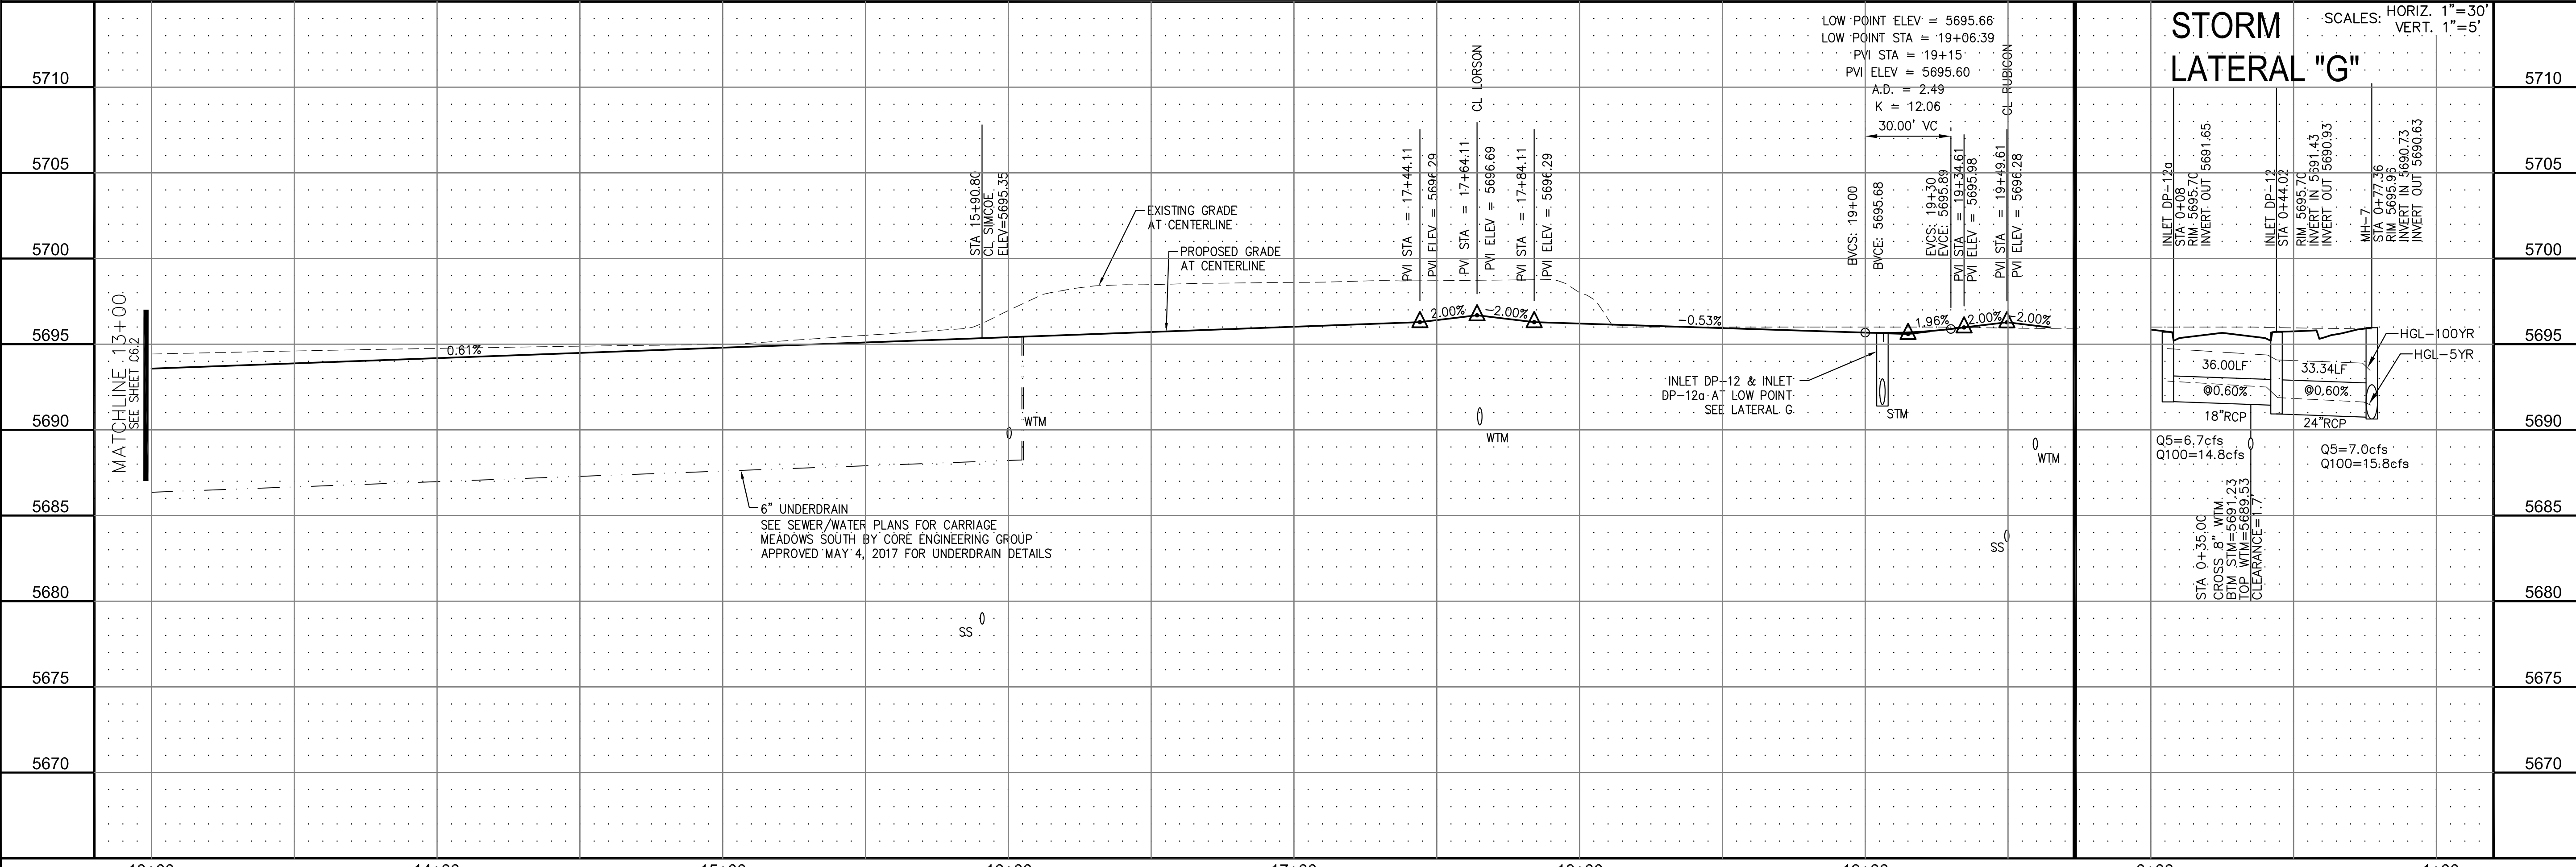 5710
5705
5700
5695
5690
5685
5680
5675
5670
MATCHLINE 13+00
SEE SHEET C6.2
0.61%
STA 15+90.80
CL SIMCOE
ELEV=5695.35
EXISTING GRADE
AT CENTERLINE
PROPOSED GRADE
AT CENTERLINE
WTM
6" UNDERDRAIN
SEE SEWER/WATER PLANS FOR CARRIAGE
MEADOWS SOUTH BY CORE ENGINEERING GROUP
APPROVED MAY 4, 2017 FOR UNDERDRAIN DETAILS
SS
PVI STA = 17+44.11
PVI ELEV = 5696.29
CL LORSON
PVI STA = 17+64.11
PVI ELEV = 5696.69
PVI STA = 17+84.11
PVI ELEV = 5696.29
2.00%
-2.00%
WTM
-0.53%
LOW POINT ELEV = 5695.66
LOW POINT STA = 19+06.39
PVI STA = 19+15
PVI ELEV = 5695.60
A.D. = 2.49
K = 12.06
30.00' VC
BVCS: 19+00
BVCE: 5695.68
EVCS: 19+30
EVCE: 5695.89
PVI STA = 19+34.61
PVI ELEV = 5695.98
CL RUBICON
PVI STA = 19+49.61
PVI ELEV = 5696.28
1.96%
2.00%
-2.00%
INLET DP-12 & INLET
DP-12a AT LOW POINT
SEE LATERAL G
STM
WTM
SS
STORM
LATERAL "G"
SCALES:
HORIZ. 1"=30'
VERT. 1"=5'
INLET DP-12a
STA 0+08
RIM 5695.70
INVERT OUT 5691.65
INLET DP-12
STA 0+44.02
RIM 5695.70
INVERT IN 5691.43
INVERT OUT 5690.93
MH-7
STA 0+77.36
RIM 5695.96
INVERT IN 5690.73
INVERT OUT 5690.63
HGL-100YR
HGL-5YR
36.00LF
@0.60%
18"RCP
33.34LF
@0.60%
24"RCP
Q5=6.7cfs
Q100=14.8cfs
Q5=7.0cfs
Q100=15.8cfs
STA 0+35.00
CROSS 8" WTM
BTM STM=5691.23
TOP WTM=5689.53
CLEARANCE=1.7'
5710
5705
5700
5695
5690
5685
5680
5675
5670